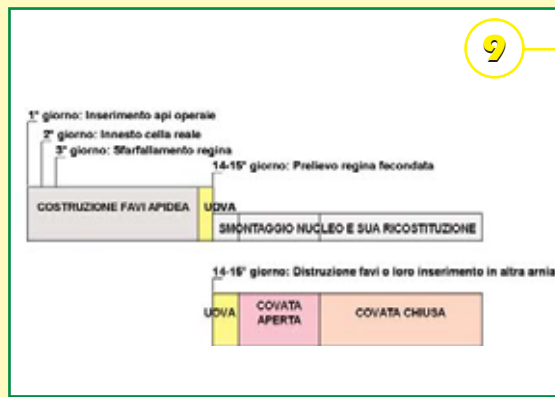 9
1° giorno: Inserimento api operaie
2° giorno: Innesto cella reale
3° giorno: Sfarfallamento regina
14-15° giorno: Prelievo regina fecondata
COSTRUZIONE FAVI APIDEA
UOVA
SMONTAGGIO NUCLEO E SUA RICOSTITUZIONE
14-15° giorno: Distruzione favi o loro inserimento in altra arnia
UOVA
COVATA
APERTA
COVATA CHIUSA